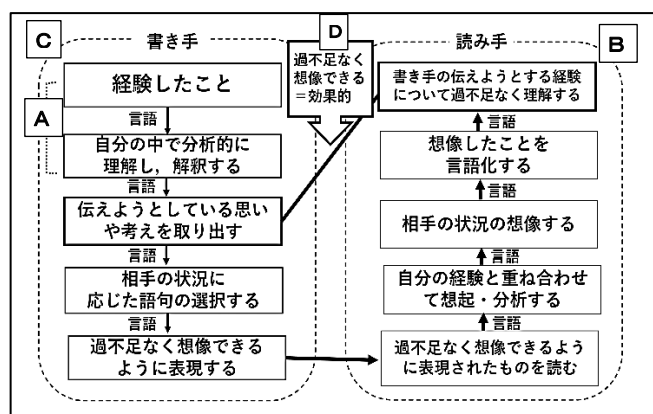 C
書き手
経験したこと
A
言語
自分の中で分析的に
理解し，解釈する
言語
伝えようとしている思い
や考えを取り出す
言語
相手の状況に
応じた語句の選択する
言語
過不足なく想像できる
ように表現する
D
過不足なく
想像できる
＝効果的
読み手
B
書き手の伝えようとする経験
について過不足なく理解する
言語
想像したことを
言語化する
言語
相手の状況の想像する
言語
自分の経験と重ね合わせ
て想起・分析する
言語
過不足なく想像できるよう
に表現されたものを読む